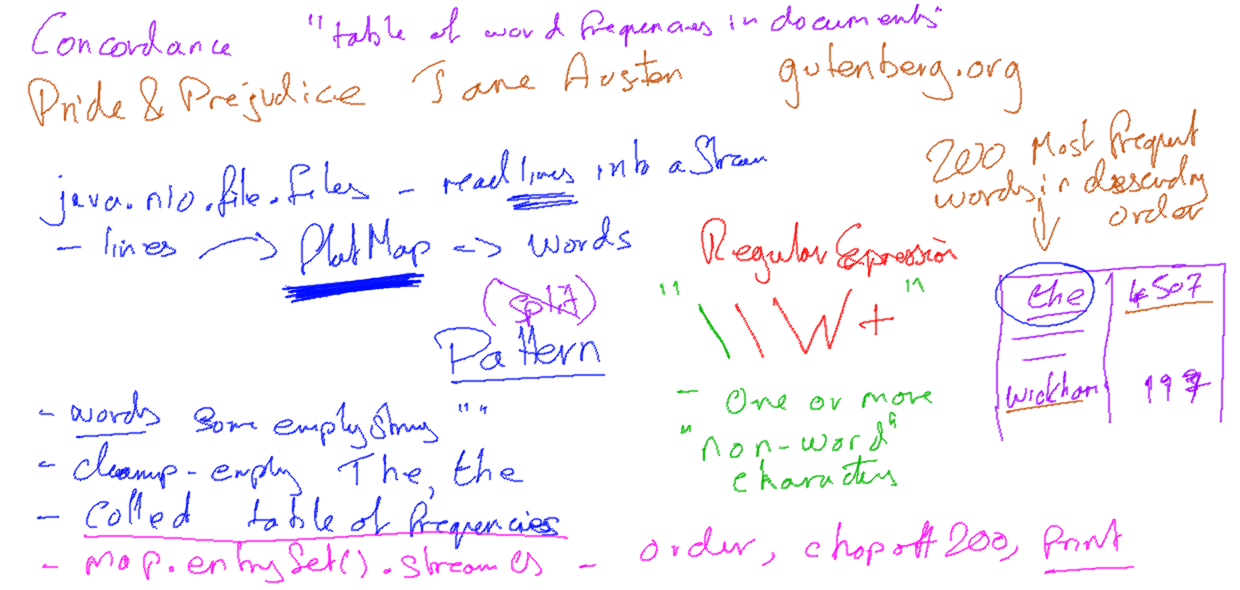 Concordance "table of word frequencies in documents"
Pride & Prejudice Jane Austen gutenberg.org
200 Most frequent
words in descending
order
java.nio.file.Files - read lines into a Stream
- lines → FlatMap => words
(split)
Pattern
Regular Expression
"\\W+"
- One or more
"non-word"
characters
the 4507
Wickham 197
- words some empty string ""
- cleanup - empty The, the
- Collect table of frequencies
- map.entrySet().stream() - order, chop off 200, Print